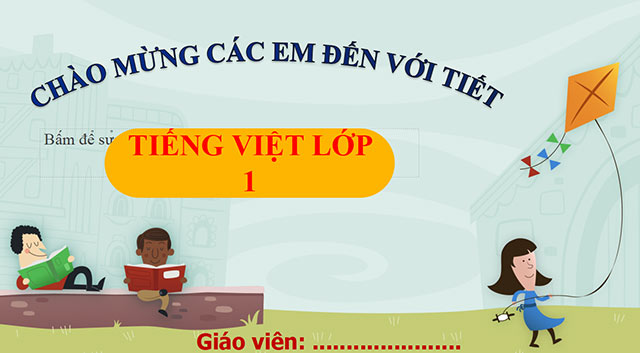 CHÀO MỪNG CÁC EM ĐẾN VỚI TIẾT
Bấm để sử
TIẾNG VIỆT LỚP
1
Giáo viên: ......................